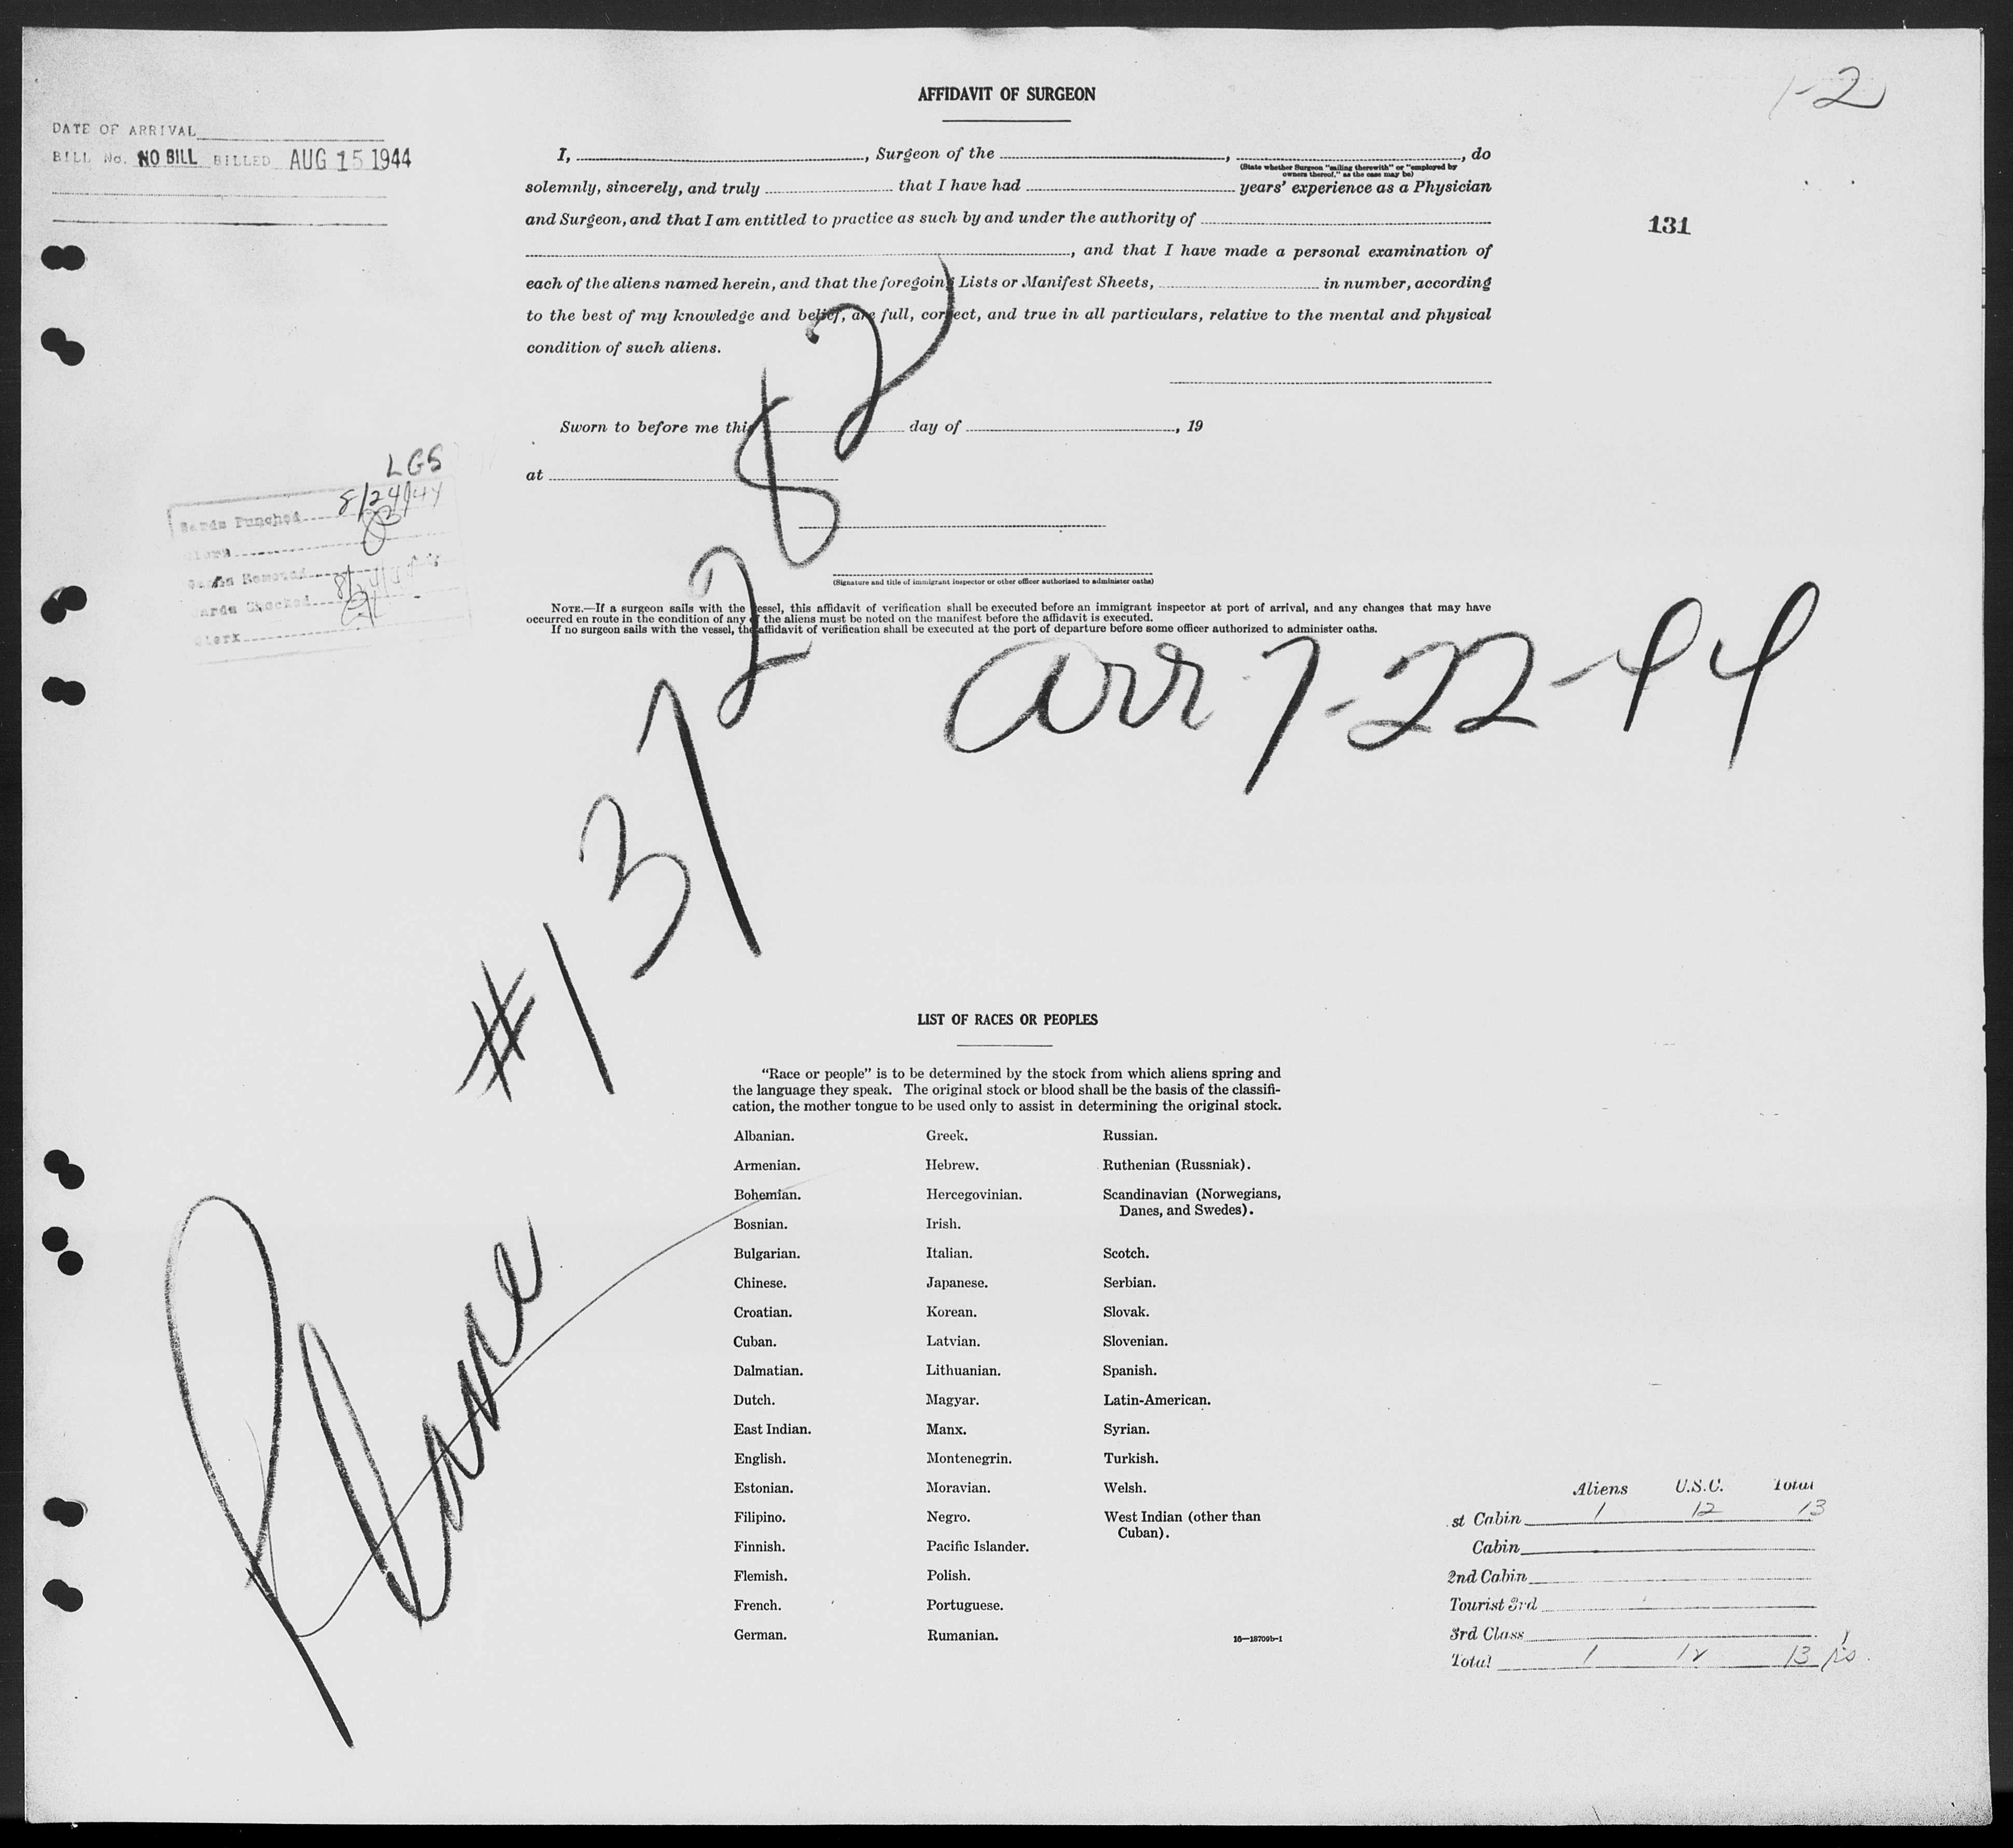 AFFIDAVIT OF SURGEON
1-2
DATE OF ARRIVAL
BILL No. NO BILL BILLED AUG 15 1944
I, , Surgeon of the , , do
(State whether Surgeon "sailing therewith" or "employed by
owners thereof," as the case may be)
solemnly, sincerely, and truly that I have had years' experience as a Physician
and Surgeon, and that I am entitled to practice as such by and under the authority of
131
, and that I have made a personal examination of
each of the aliens named herein, and that the foregoing Lists or Manifest Sheets, in number, according
to the best of my knowledge and belief, are full, correct, and true in all particulars, relative to the mental and physical
condition of such aliens.
Sworn to before me this day of , 19
at
LGS
Cards Punched 8/24/44
Clerk
Cards Checked
Clerk
(Signature and title of immigrant inspector or other officer authorized to administer oaths)
NOTE.—If a surgeon sails with the vessel, this affidavit of verification shall be executed before an immigrant inspector at port of arrival, and any changes that may have
occurred en route in the condition of any of the aliens must be noted on the manifest before the affidavit is executed.
If no surgeon sails with the vessel, the affidavit of verification shall be executed at the port of departure before some officer authorized to administer oaths.
arr 7-22-44
Plane #137282
LIST OF RACES OR PEOPLES
"Race or people" is to be determined by the stock from which aliens spring and
the language they speak. The original stock or blood shall be the basis of the classifi-
cation, the mother tongue to be used only to assist in determining the original stock.
Albanian. Greek. Russian.
Armenian. Hebrew. Ruthenian (Russniak).
Bohemian. Hercegovinian. Scandinavian (Norwegians,
Danes, and Swedes).
Bosnian. Irish.
Bulgarian. Italian. Scotch.
Chinese. Japanese. Serbian.
Croatian. Korean. Slovak.
Cuban. Latvian. Slovenian.
Dalmatian. Lithuanian. Spanish.
Dutch. Magyar. Latin-American.
East Indian. Manx. Syrian.
English. Montenegrin. Turkish.
Estonian. Moravian. Welsh.
Filipino. Negro. West Indian (other than
Cuban).
Finnish. Pacific Islander.
Flemish. Polish.
French. Portuguese.
German. Rumanian.
16—18709b-1
Aliens U.S.C. Total
st Cabin 1 12 13
Cabin
2nd Cabin
Tourist 3rd
3rd Class
Total 1 12 13